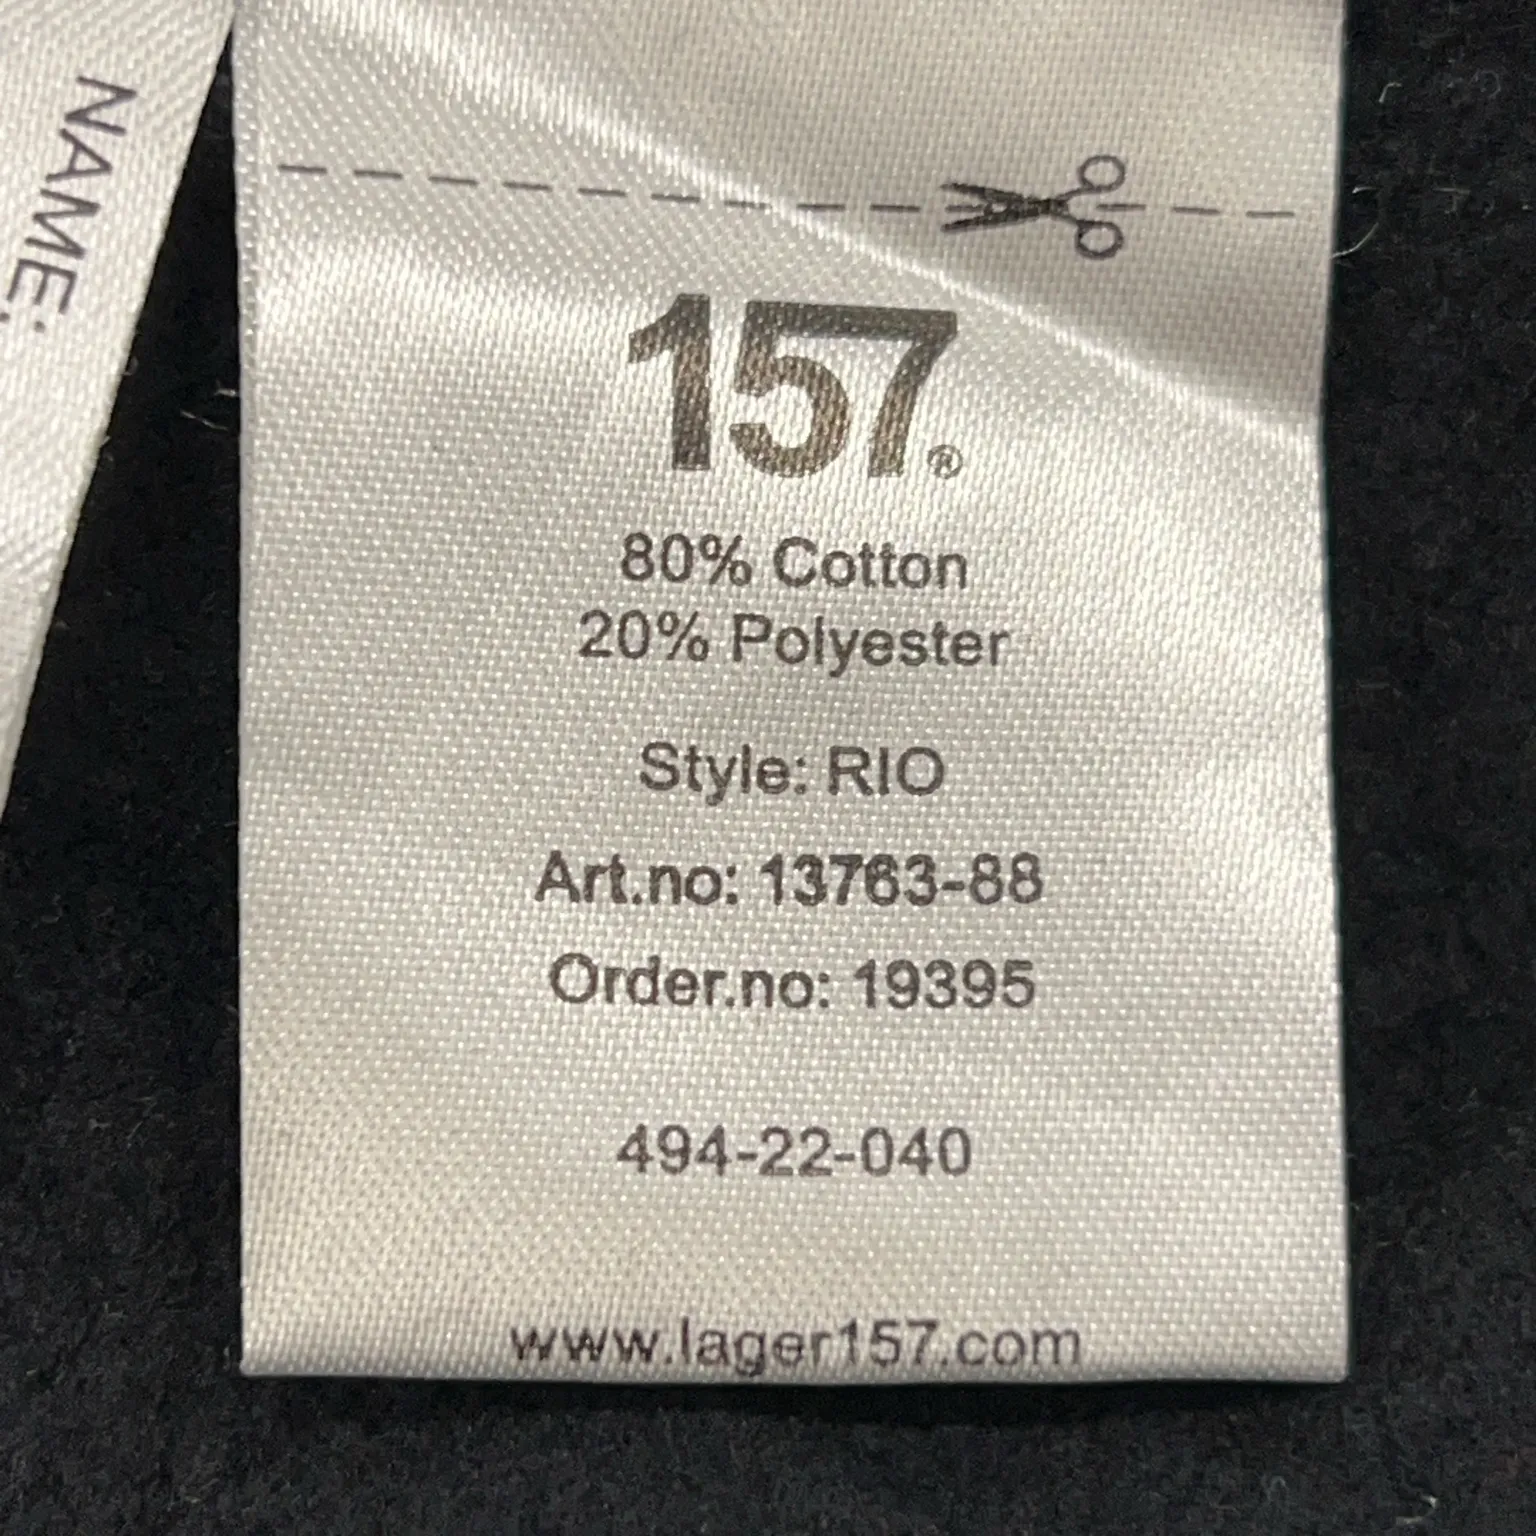 NAME:
157®
80% Cotton
20% Polyester
Style: RIO
Art.no: 13763-88
Order.no: 19395
494-22-040
www.lager157.com